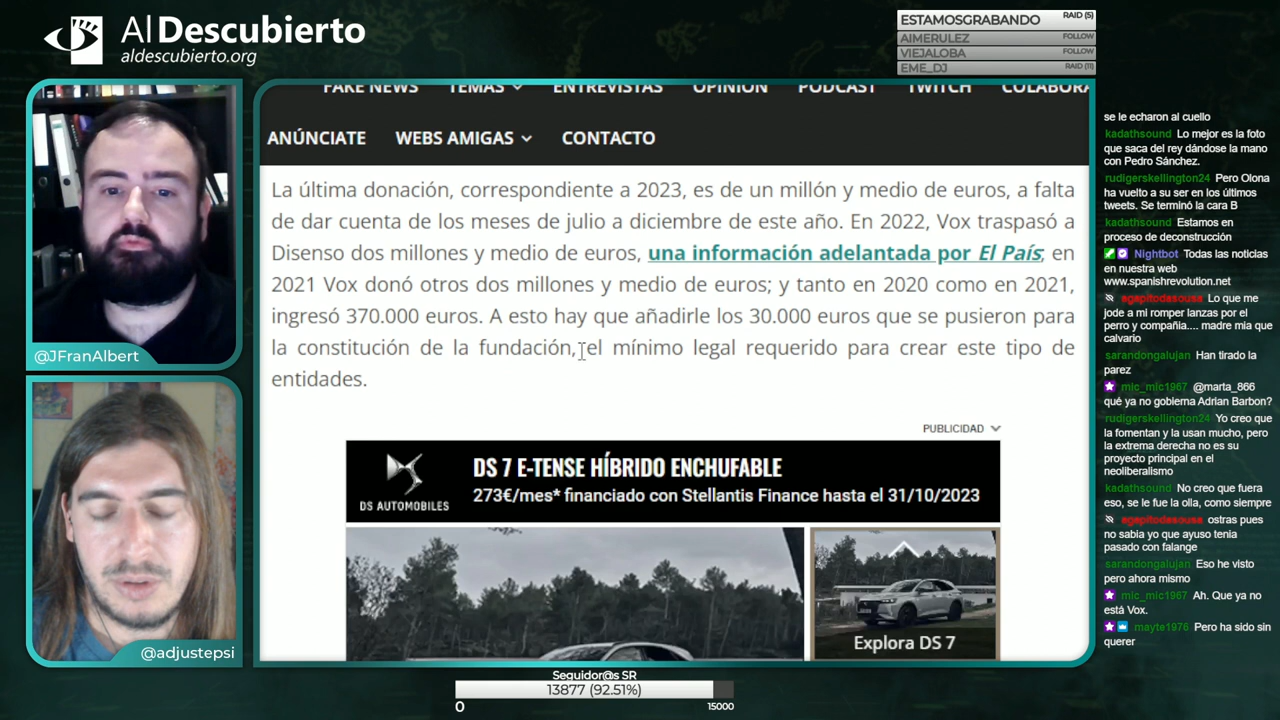 Al Descubierto
aldescubierto.org
ESTAMOSGRABANDO RAID (5)
AIMERULEZ FOLLOW
VIEJALOBA FOLLOW
EME_DJ RAID (11)
@JFranAlbert
@adjustepsi
FAKE NEWS TEMAS ENTREVISTAS OPINIÓN PODCAST TWITCH COLABORA
ANÚNCIATE WEBS AMIGAS CONTACTO
La última donación, correspondiente a 2023, es de un millón y medio de euros, a falta
de dar cuenta de los meses de julio a diciembre de este año. En 2022, Vox traspasó a
Disenso dos millones y medio de euros, una información adelantada por El País; en
2021 Vox donó otros dos millones y medio de euros; y tanto en 2020 como en 2021,
ingresó 370.000 euros. A esto hay que añadirle los 30.000 euros que se pusieron para
la constitución de la fundación, el mínimo legal requerido para crear este tipo de
entidades.
PUBLICIDAD
DS AUTOMOBILES
DS 7 E-TENSE HÍBRIDO ENCHUFABLE
273€/mes* financiado con Stellantis Finance hasta el 31/10/2023
Explora DS 7
se le echaron al cuello
kadathsound Lo mejor es la foto
que saca del rey dándose la mano
con Pedro Sánchez.
rudigerskellington24 Pero Olona
ha vuelto a su ser en los últimos
tweets. Se terminó la cara B
kadathsound Estamos en
proceso de deconstrucción
Nightbot Todas las noticias
en nuestra web
www.spanishrevolution.net
agapitodasousa Lo que me
jode a mi romper lanzas por el
perro y compañia.... madre mia que
calvario
sarandongalujan Han tirado la
parez
mic_mic1967 @marta_866
qué ya no gobierna Adrian Barbon?
rudigerskellington24 Yo creo que
la fomentan y la usan mucho, pero
la extrema derecha no es su
proyecto principal en el
neoliberalismo
kadathsound No creo que fuera
eso, se le fue la olla, como siempre
agapitodasousa ostras pues
no sabia yo que ayuso tenia
pasado con falange
sarandongalujan Eso he visto
pero ahora mismo
mic_mic1967 Ah. Que ya no
está Vox.
mayte1976 Pero ha sido sin
querer
Seguidor@s SR
13877 (92.51%)
0 15000